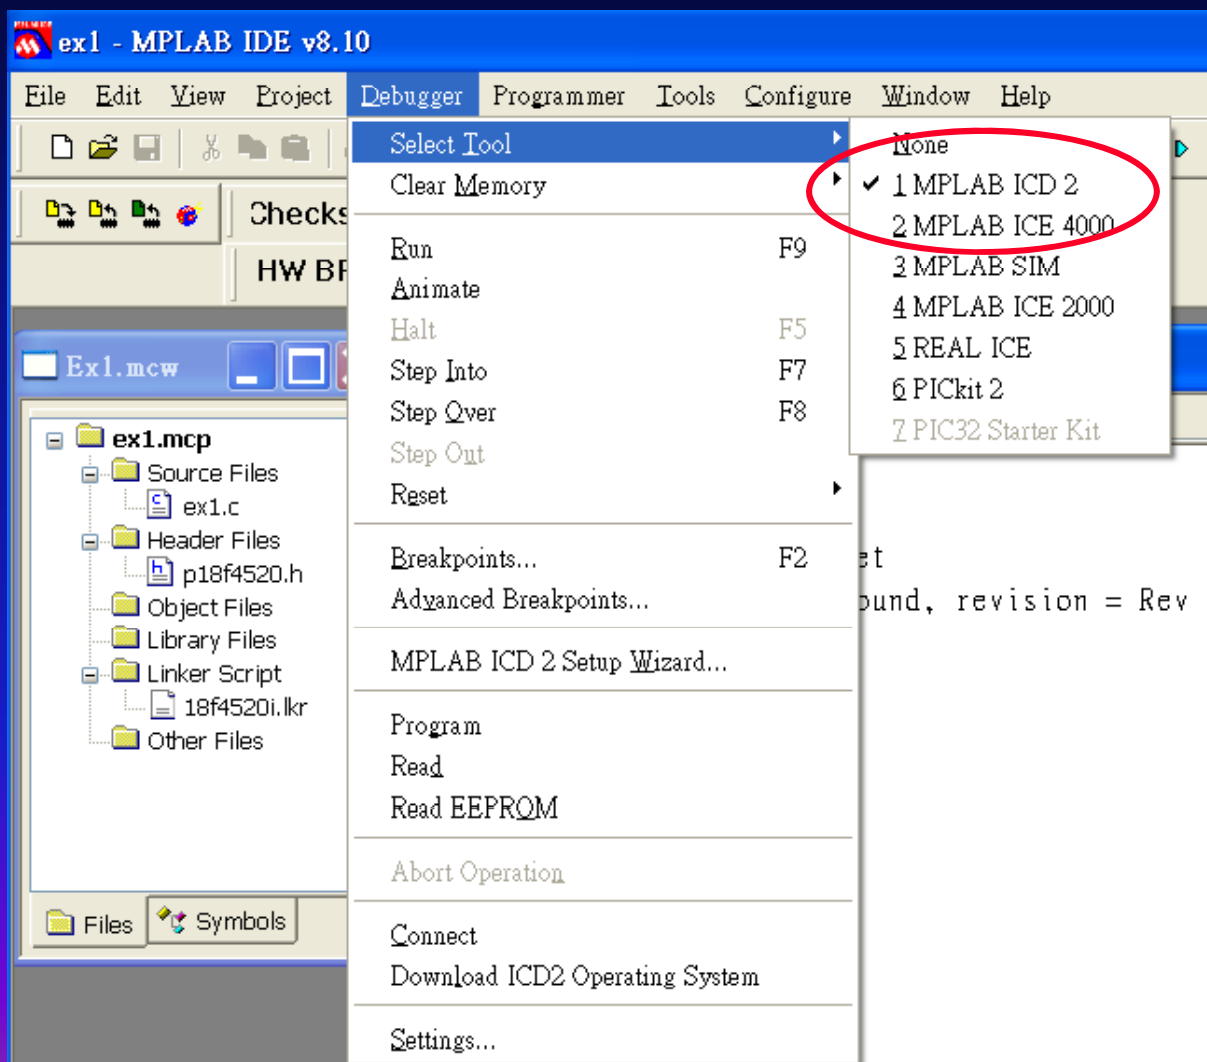 ex1 - MPLAB IDE v8.10
File Edit View Project Debugger Programmer Tools Configure Window Help
Select Tool
Clear Memory
Run F9
Animate
Halt F5
Step Into F7
Step Over F8
Step Out
Reset
Breakpoints... F2
Advanced Breakpoints...
MPLAB ICD 2 Setup Wizard...
Program
Read
Read EEPROM
Abort Operation
Connect
Download ICD2 Operating System
Settings...
None
✔ 1 MPLAB ICD 2
2 MPLAB ICE 4000
3 MPLAB SIM
4 MPLAB ICE 2000
5 REAL ICE
6 PICkit 2
7 PIC32 Starter Kit
Checks
HW BP
Ex1.mcw
ex1.mcp
Source Files
ex1.c
Header Files
p18f4520.h
Object Files
Library Files
Linker Script
18f4520i.lkr
Other Files
Files Symbols
et
ound, revision = Rev